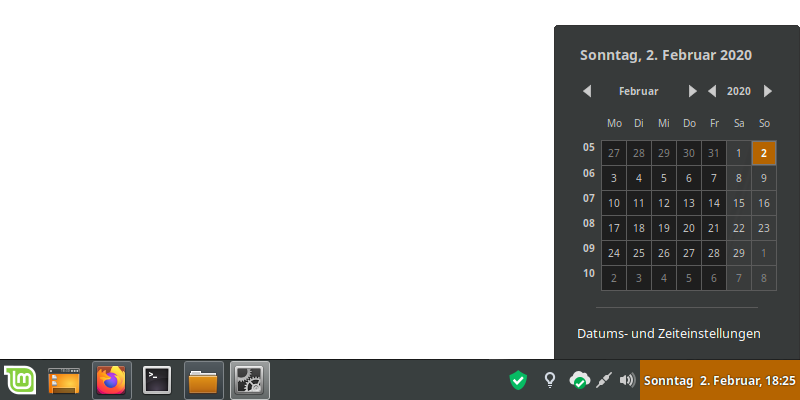 Sonntag, 2. Februar 2020
Februar 2020
Mo Di Mi Do Fr Sa So
05 27 28 29 30 31 1 2
06 3 4 5 6 7 8 9
07 10 11 12 13 14 15 16
08 17 18 19 20 21 22 23
09 24 25 26 27 28 29 1
10 2 3 4 5 6 7 8
Datums- und Zeiteinstellungen
Sonntag 2. Februar, 18:25